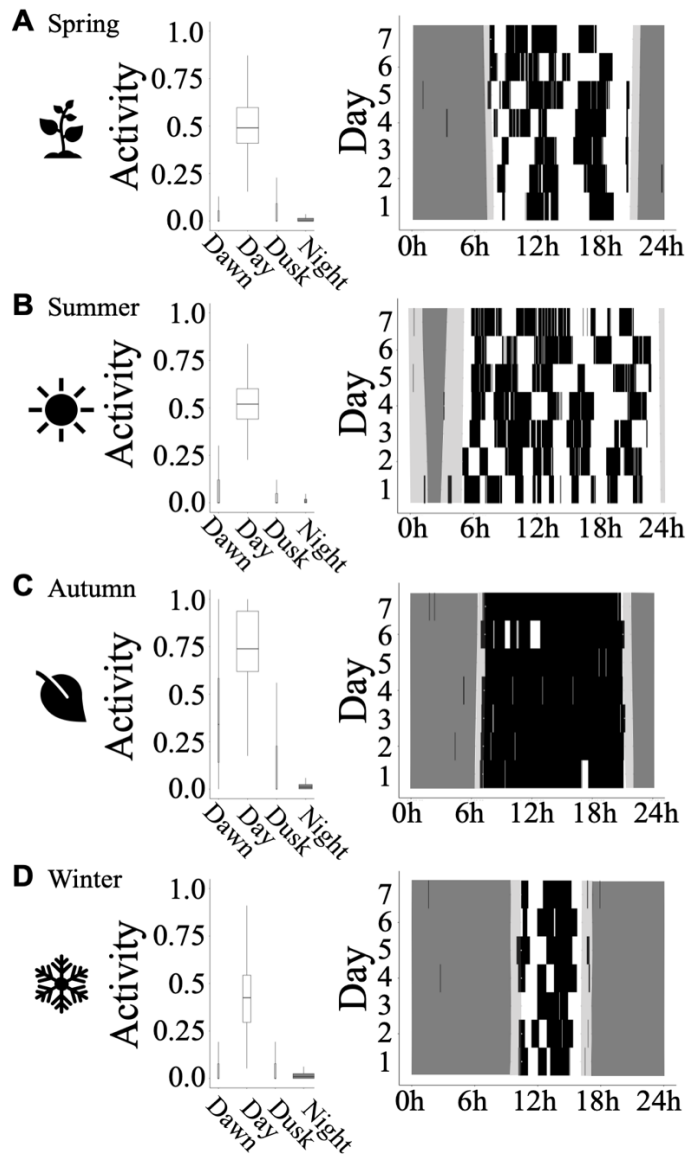 A Spring
Activity
1.0
0.75
0.5
0.25
0.0
Dawn Day Dusk Night
Day
7
6
5
4
3
2
1
0h 6h 12h 18h 24h
B Summer
Activity
1.0
0.75
0.5
0.25
0.0
Dawn Day Dusk Night
Day
7
6
5
4
3
2
1
0h 6h 12h 18h 24h
C Autumn
Activity
1.0
0.75
0.5
0.25
0.0
Dawn Day Dusk Night
Day
7
6
5
4
3
2
1
0h 6h 12h 18h 24h
D Winter
Activity
1.0
0.75
0.5
0.25
0.0
Dawn Day Dusk Night
Day
7
6
5
4
3
2
1
0h 6h 12h 18h 24h